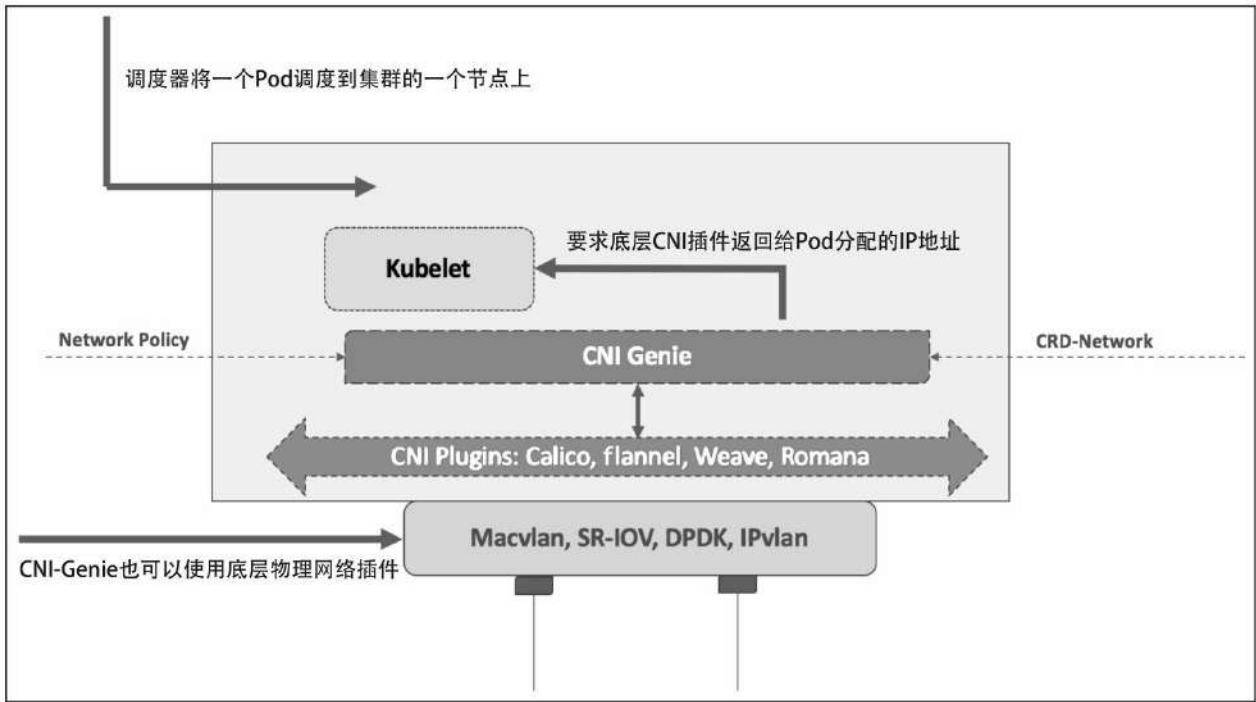 调度器将一个Pod调度到集群的一个节点上
要求底层CNI插件返回给Pod分配的IP地址
Kubelet
Network Policy
CNI Genie
CRD-Network
CNI Plugins: Calico, flannel, Weave, Romana
Macvlan, SR-IOV, DPDK, IPvlan
CNI-Genie也可以使用底层物理网络插件